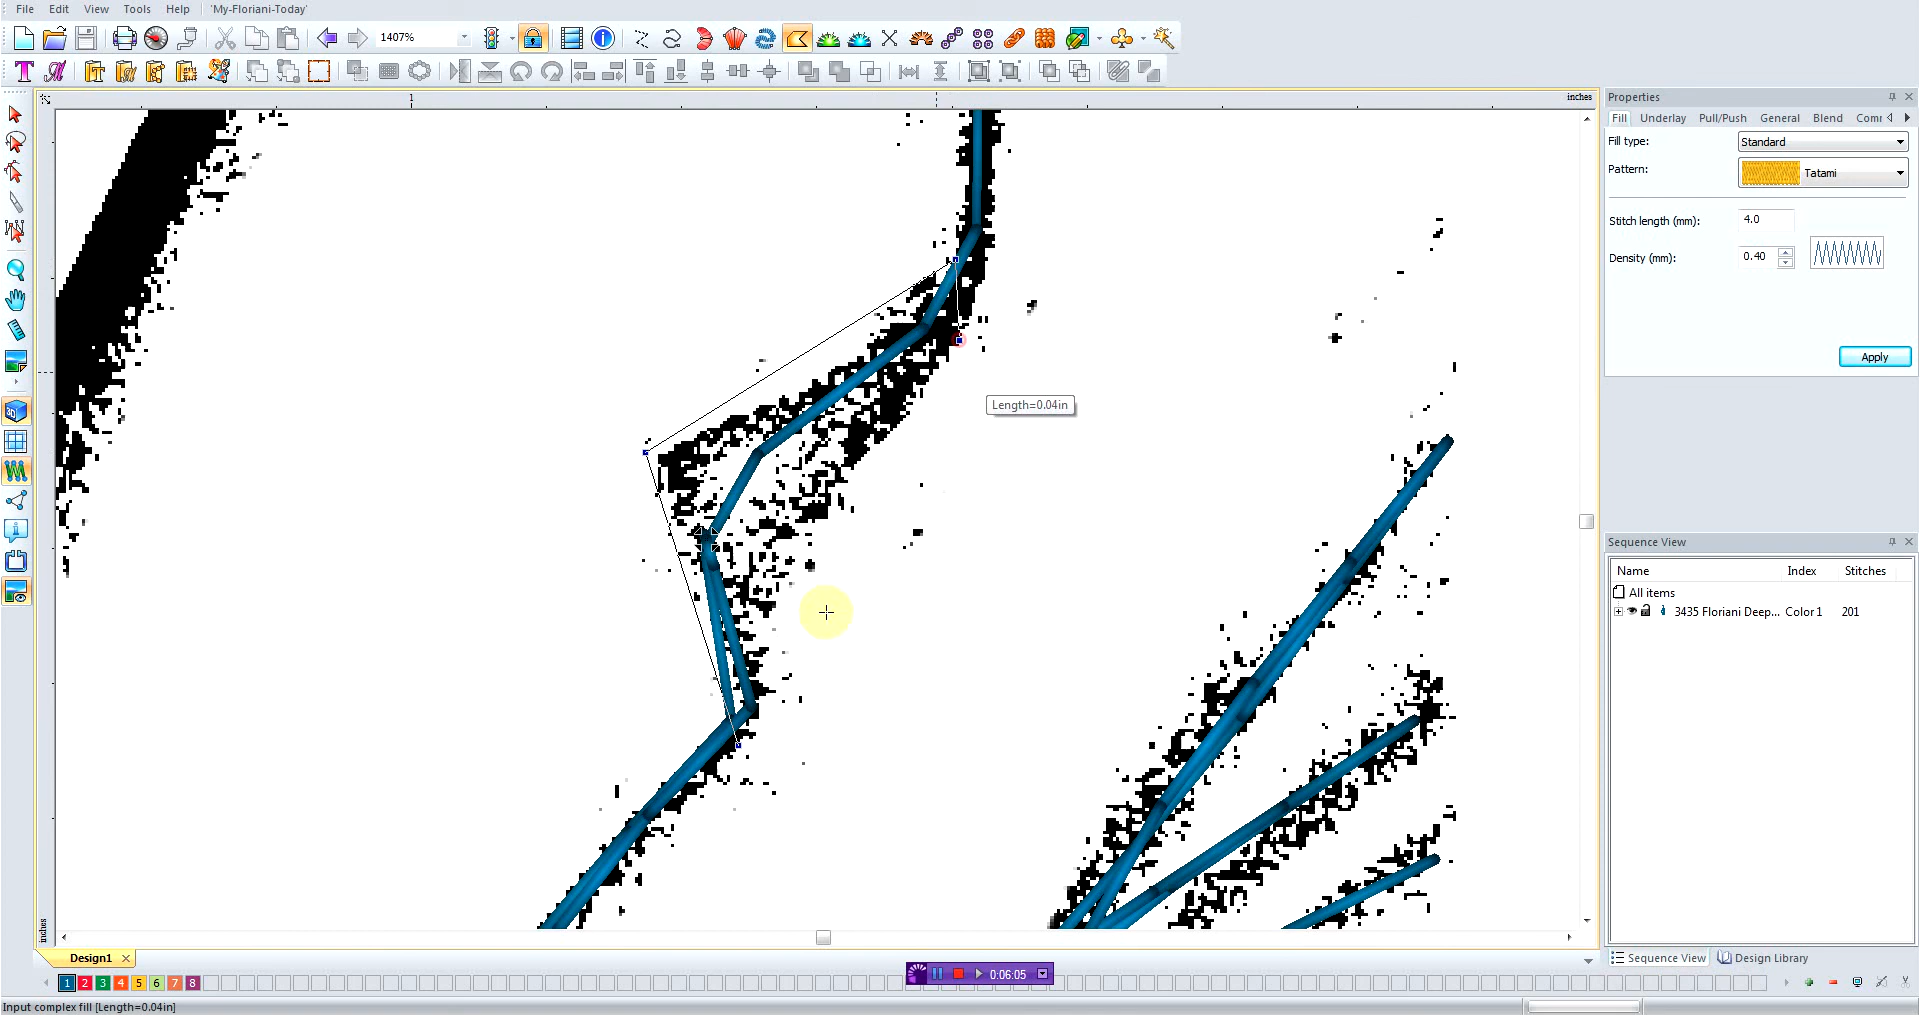 File Edit View Tools Help 'My-Floriani-Today'
1407%
1 inches
inches
Length=0.04in
Properties
Fill Underlay Pull/Push General Blend
Fill type: Standard
Pattern: Tatami
Stitch length (mm): 4.0
Density (mm): 0.40
Apply
Sequence View
Name Index Stitches
All items
3435 Floriani Deep... Color 1 201
Sequence View Design Library
Design1
1 2 3 4 5 6 7 8
0:06:05
Input complex fill [Length=0.04in]